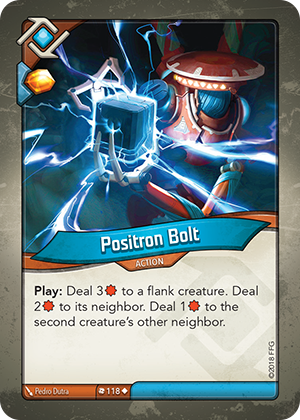 Positron Bolt
ACTION
Play: Deal 3 to a flank creature. Deal
2 to its neighbor. Deal 1 to the
second creature's other neighbor.
Pedro Dutra
118
©2018 FFG